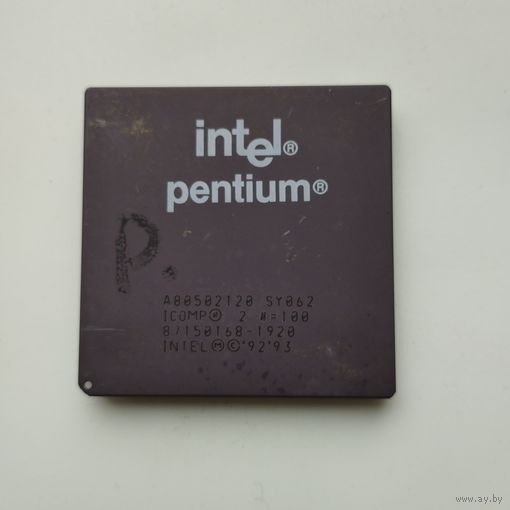 intel®
pentium®
P.
A80502120 SY062
ICOMP® 2 #=100
87150168-1920
INTEL Ⓜ © '92 '93
www.ay.by